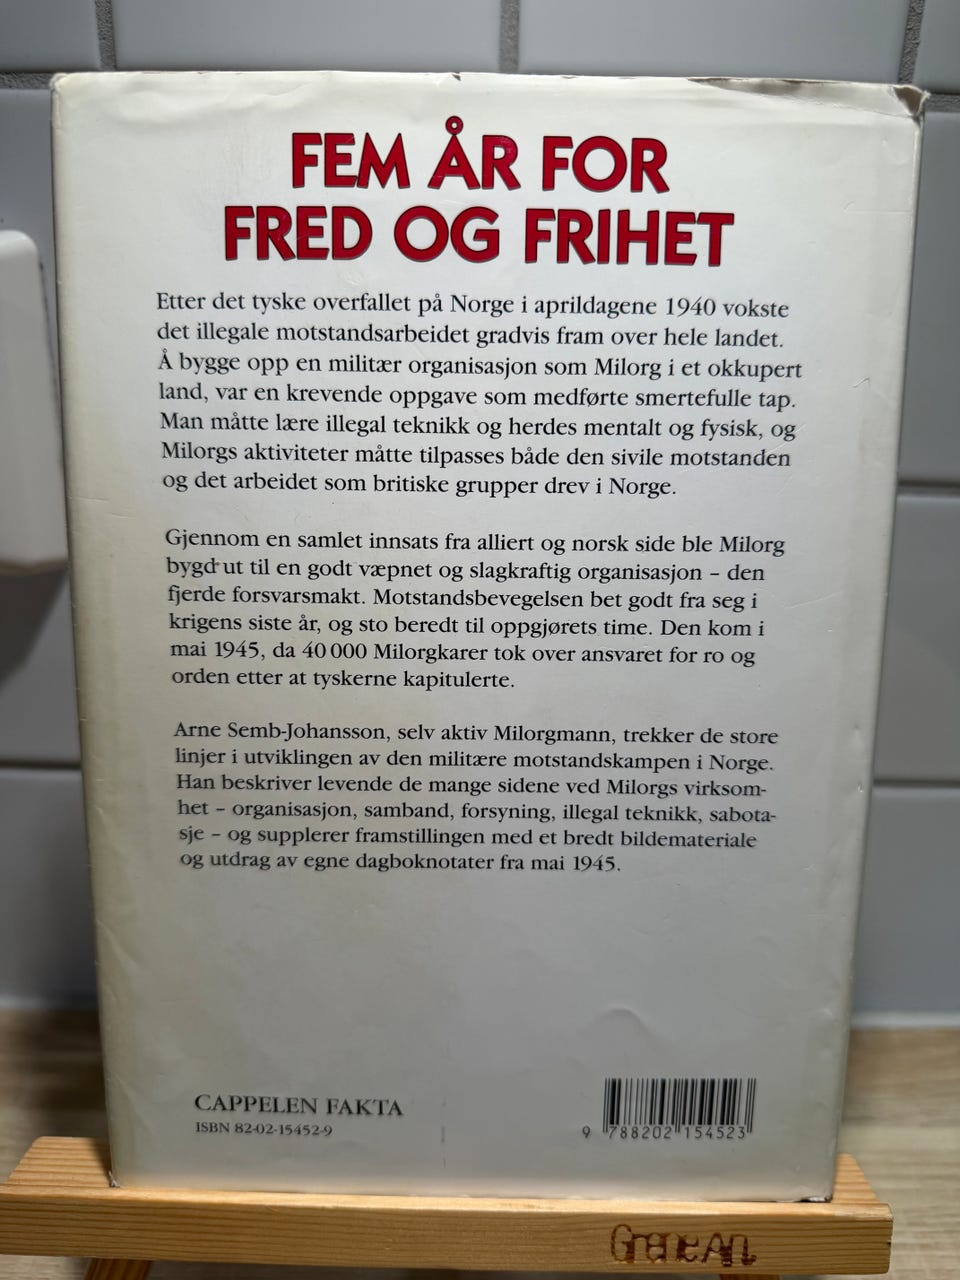 FEM ÅR FOR
FRED OG FRIHET
Etter det tyske overfallet på Norge i aprildagene 1940 vokste
det illegale motstandsarbeidet gradvis fram over hele landet.
Å bygge opp en militær organisasjon som Milorg i et okkupert
land, var en krevende oppgave som medførte smertefulle tap.
Man måtte lære illegal teknikk og herdes mentalt og fysisk, og
Milorgs aktiviteter måtte tilpasses både den sivile motstanden
og det arbeidet som britiske grupper drev i Norge.
Gjennom en samlet innsats fra alliert og norsk side ble Milorg
bygd ut til en godt væpnet og slagkraftig organisasjon – den
fjerde forsvarsmakt. Motstandsbevegelsen bet godt fra seg i
krigens siste år, og sto beredt til oppgjørets time. Den kom i
mai 1945, da 40 000 Milorgkarer tok over ansvaret for ro og
orden etter at tyskerne kapitulerte.
Arne Semb-Johansson, selv aktiv Milorgmann, trekker de store
linjer i utviklingen av den militære motstandskampen i Norge.
Han beskriver levende de mange sidene ved Milorgs virksom-
het – organisasjon, samband, forsyning, illegal teknikk, sabota-
sje – og supplerer framstillingen med et bredt bildemateriale
og utdrag av egne dagboknotater fra mai 1945.
CAPPELEN FAKTA
ISBN 82-02-15452-9
9 788202 154523
GreneAn